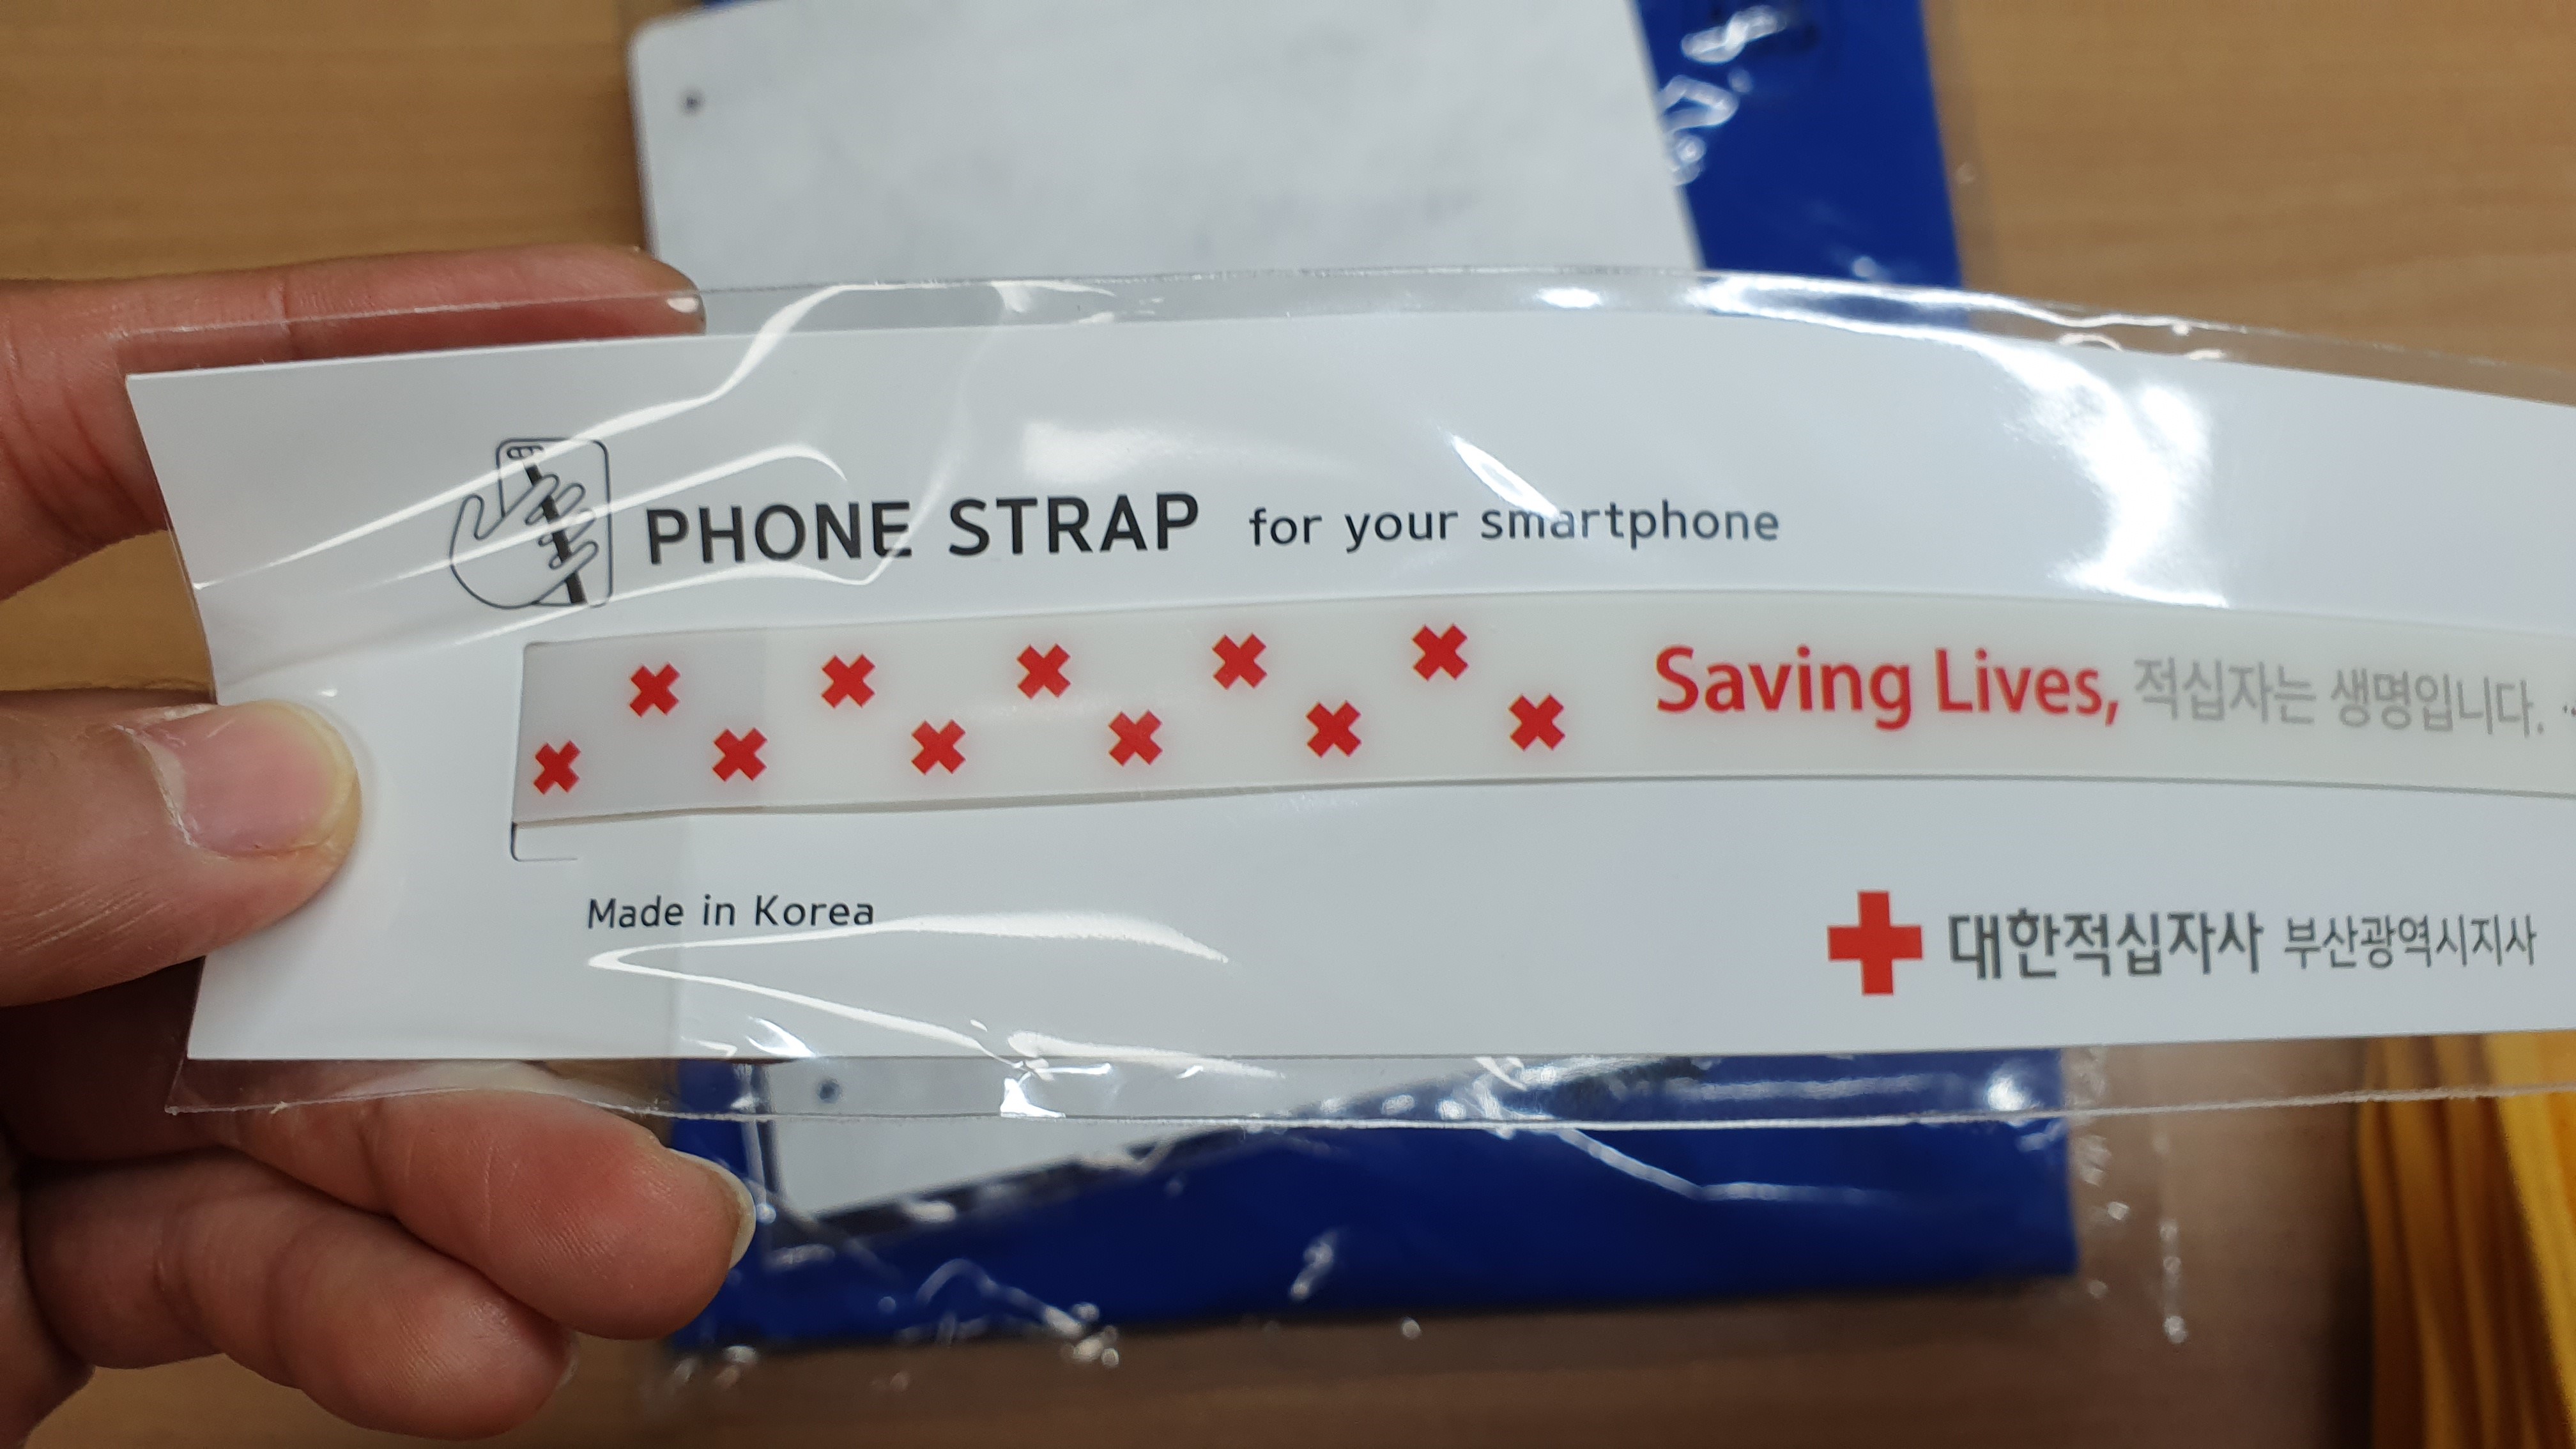 PHONE STRAP for your smartphone
Saving Lives, 적십자는 생명입니다.
Made in Korea
대한적십자사 부산광역시지사